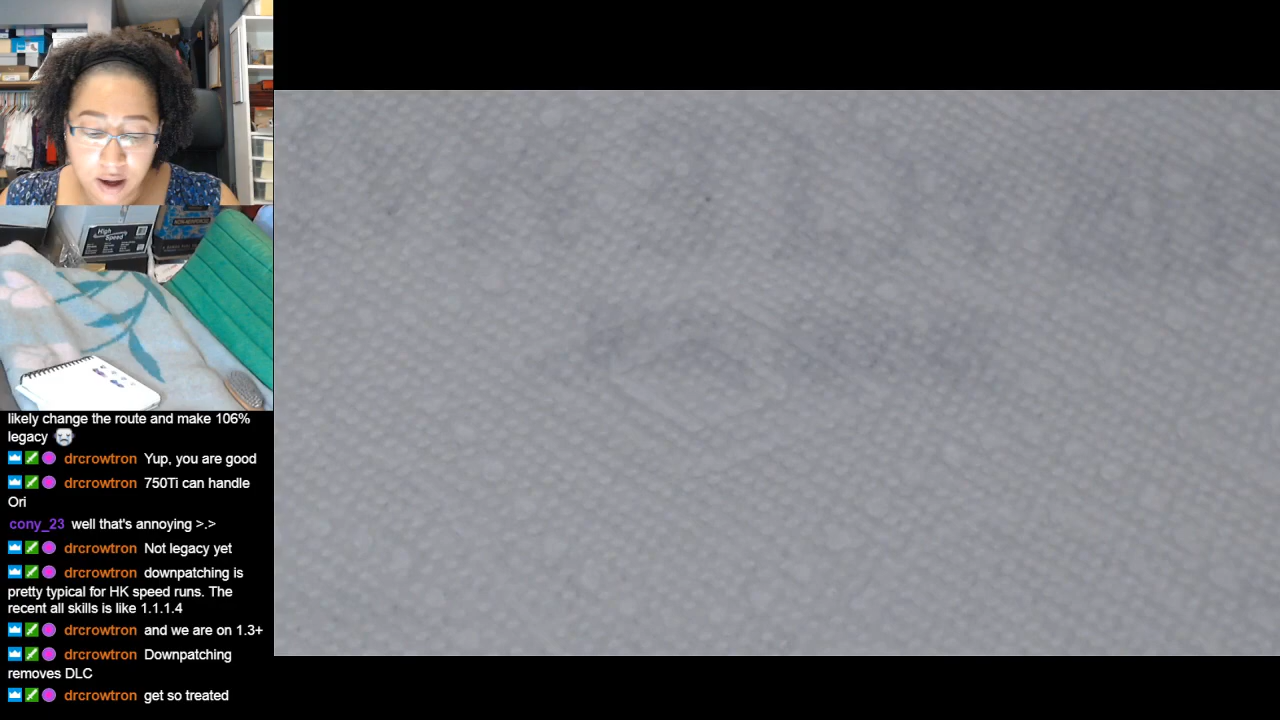 High
Speed
likely change the route and make 106%
legacy
drcrowtron Yup, you are good
drcrowtron 750Ti can handle
Ori
cony_23 well that's annoying >.>
drcrowtron Not legacy yet
drcrowtron downpatching is
pretty typical for HK speed runs. The
recent all skills is like 1.1.1.4
drcrowtron and we are on 1.3+
drcrowtron Downpatching
removes DLC
drcrowtron get so treated